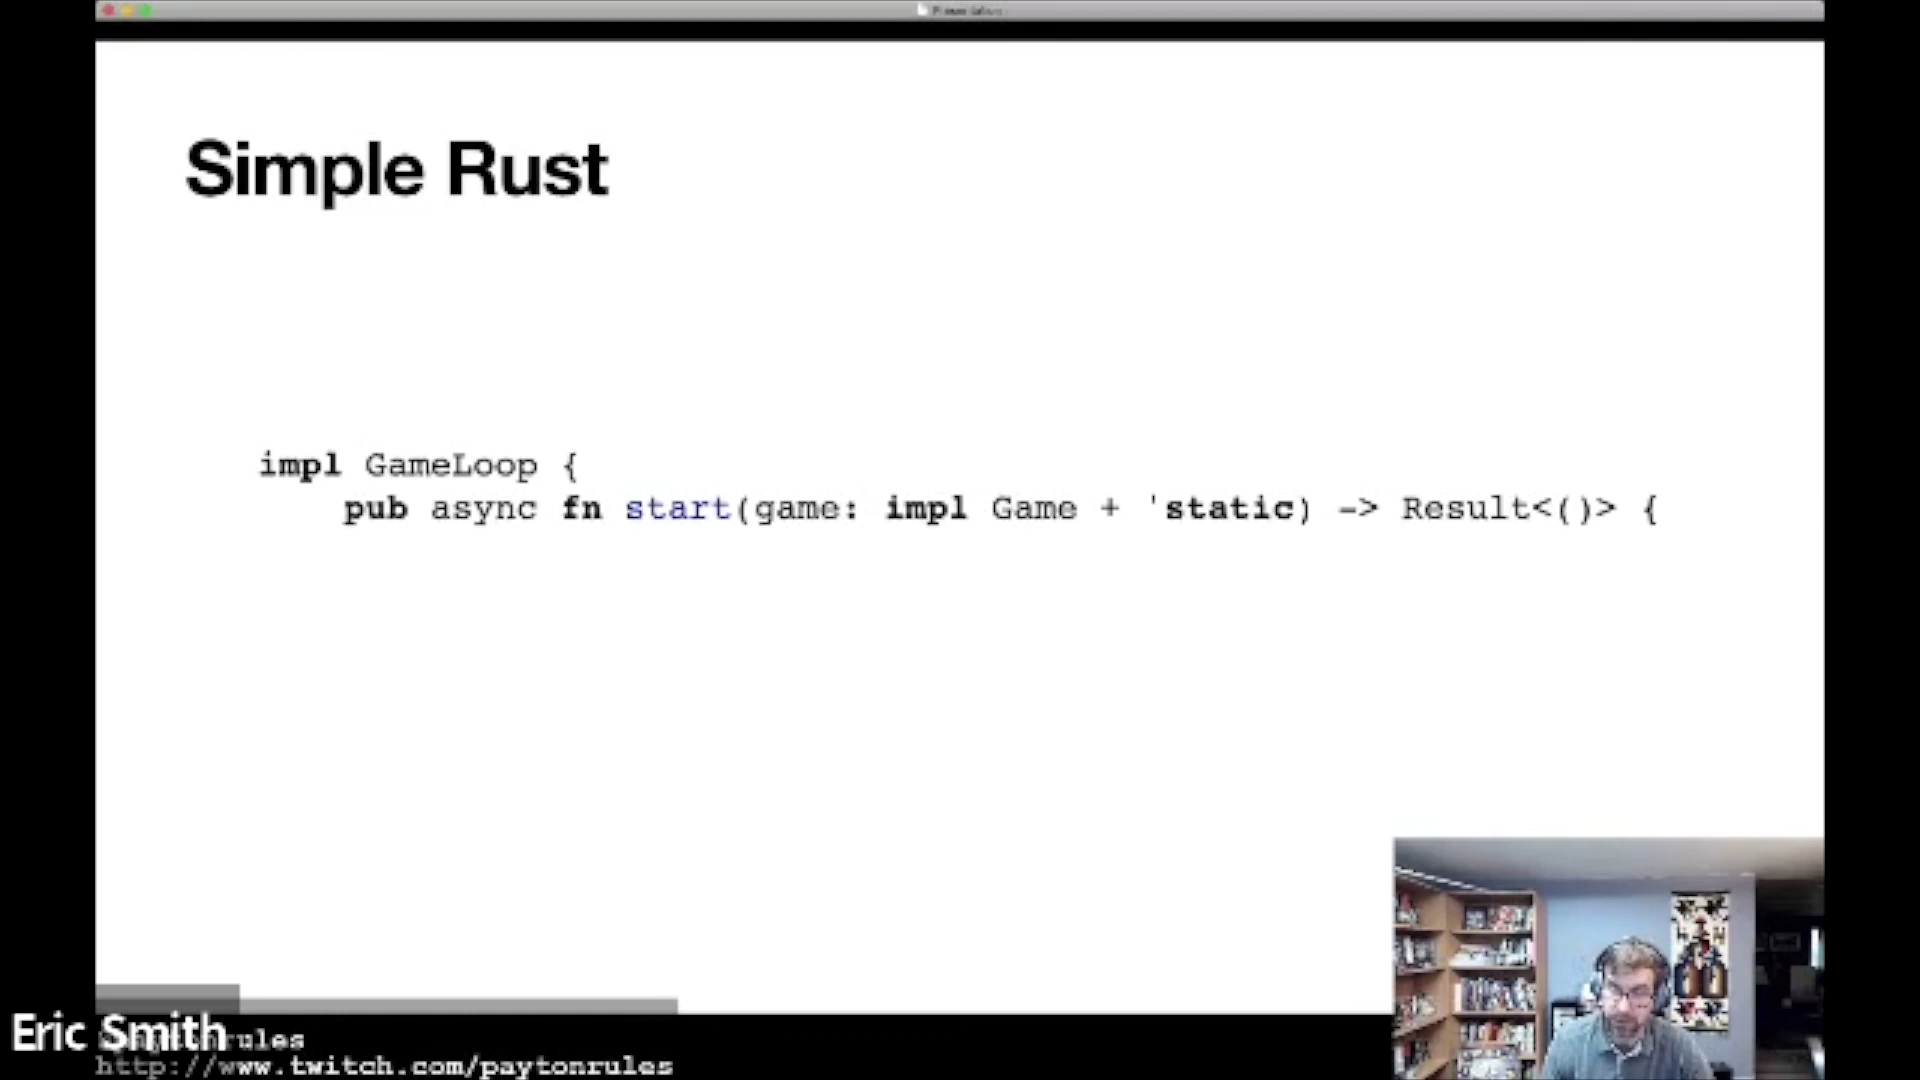 Presentation
Simple Rust
impl GameLoop {
pub async fn start(game: impl Game + 'static) -> Result<()> {
Eric Smith
rules
http://www.twitch.com/paytonrules